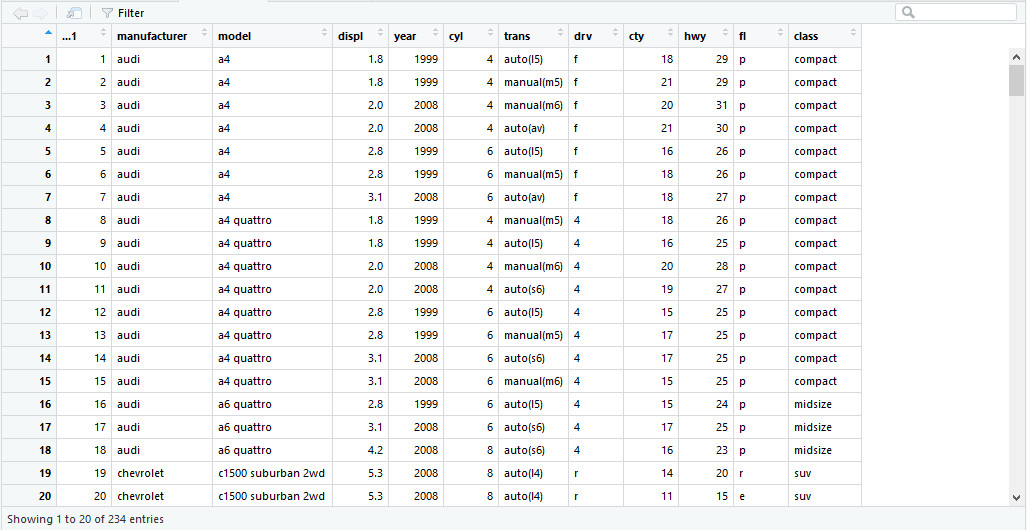 Filter
...1 manufacturer model displ year cyl trans drv cty hwy fl class
1 1 audi a4 1.8 1999 4 auto(l5) f 18 29 p compact
2 2 audi a4 1.8 1999 4 manual(m5) f 21 29 p compact
3 3 audi a4 2.0 2008 4 manual(m6) f 20 31 p compact
4 4 audi a4 2.0 2008 4 auto(av) f 21 30 p compact
5 5 audi a4 2.8 1999 6 auto(l5) f 16 26 p compact
6 6 audi a4 2.8 1999 6 manual(m5) f 18 26 p compact
7 7 audi a4 3.1 2008 6 auto(av) f 18 27 p compact
8 8 audi a4 quattro 1.8 1999 4 manual(m5) 4 18 26 p compact
9 9 audi a4 quattro 1.8 1999 4 auto(l5) 4 16 25 p compact
10 10 audi a4 quattro 2.0 2008 4 manual(m6) 4 20 28 p compact
11 11 audi a4 quattro 2.0 2008 4 auto(s6) 4 19 27 p compact
12 12 audi a4 quattro 2.8 1999 6 auto(l5) 4 15 25 p compact
13 13 audi a4 quattro 2.8 1999 6 manual(m5) 4 17 25 p compact
14 14 audi a4 quattro 3.1 2008 6 auto(s6) 4 17 25 p compact
15 15 audi a4 quattro 3.1 2008 6 manual(m6) 4 15 25 p compact
16 16 audi a6 quattro 2.8 1999 6 auto(l5) 4 15 24 p midsize
17 17 audi a6 quattro 3.1 2008 6 auto(s6) 4 17 25 p midsize
18 18 audi a6 quattro 4.2 2008 8 auto(s6) 4 16 23 p midsize
19 19 chevrolet c1500 suburban 2wd 5.3 2008 8 auto(l4) r 14 20 r suv
20 20 chevrolet c1500 suburban 2wd 5.3 2008 8 auto(l4) r 11 15 e suv
Showing 1 to 20 of 234 entries